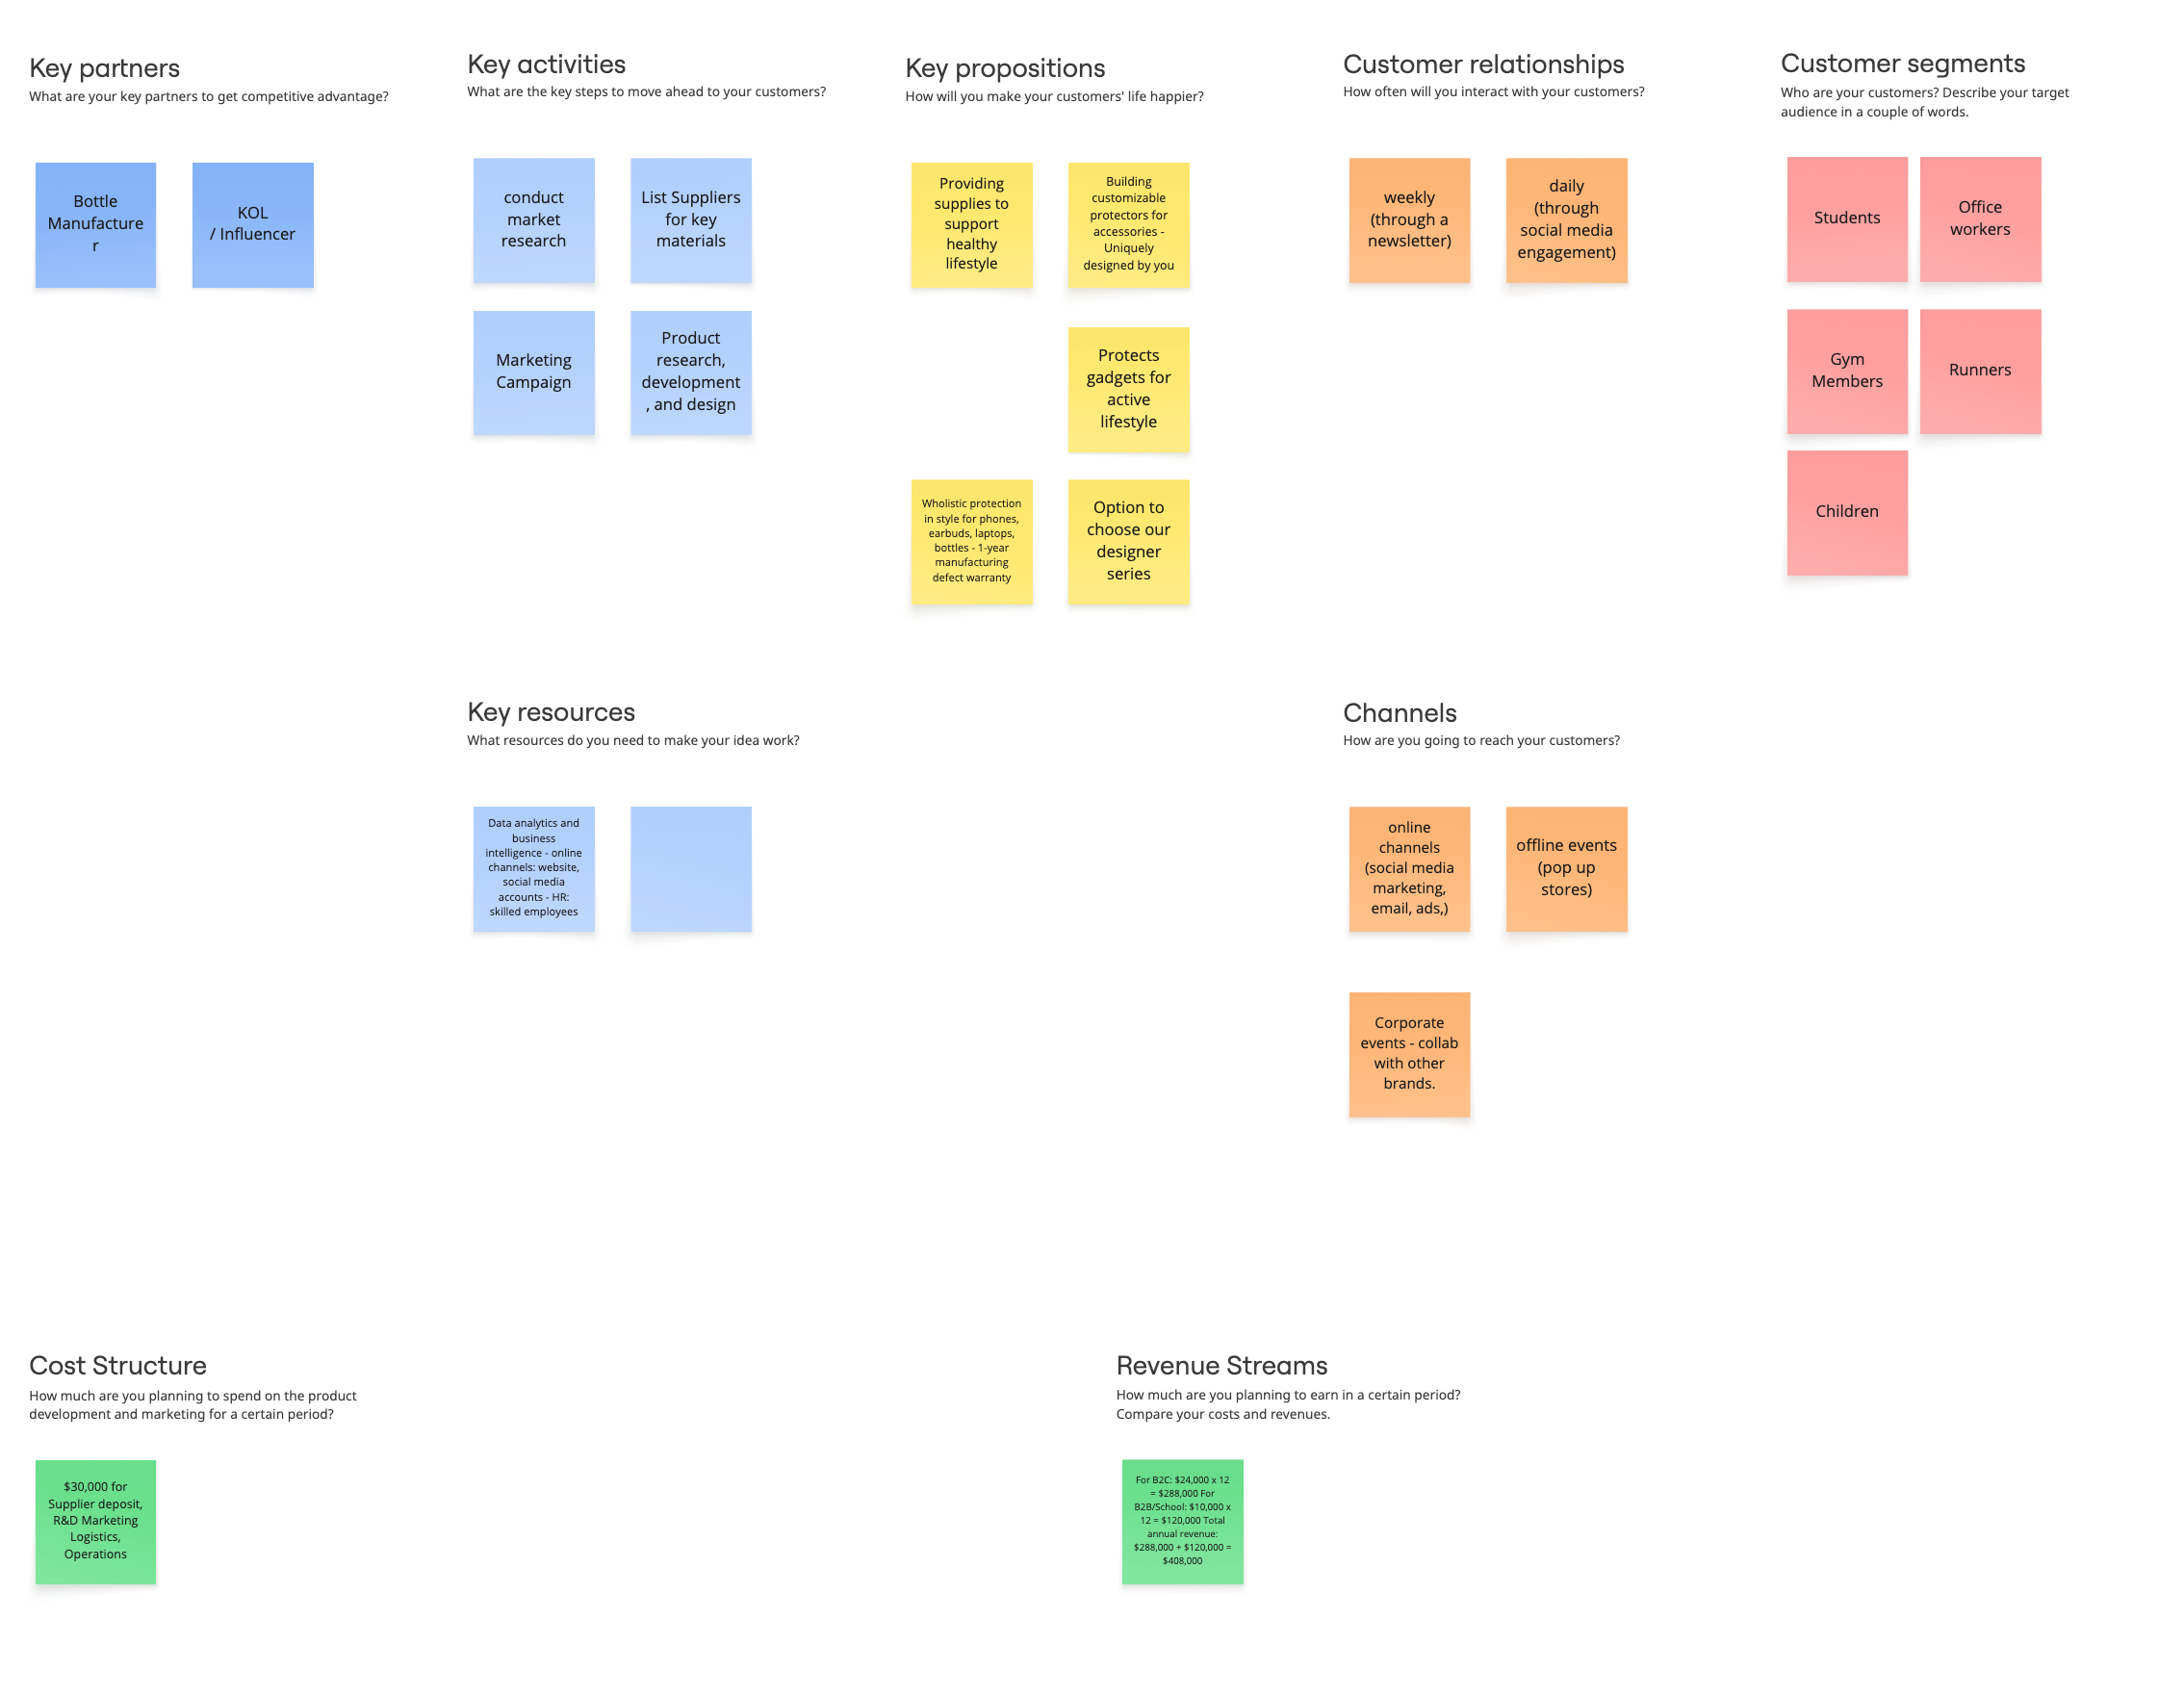 Key partners
What are your key partners to get competitive advantage?
Bottle
Manufacture
r
KOL
/ Influencer
Key activities
What are the key steps to move ahead to your customers?
conduct
market
research
List Suppliers
for key
materials
Marketing
Campaign
Product
research,
development
, and design
Key propositions
How will you make your customers' life happier?
Providing
supplies to
support
healthy
lifestyle
Building
customizable
protectors for
accessories -
Uniquely
designed by you
Protects
gadgets for
active
lifestyle
Wholistic protection
in style for phones,
earbuds, laptops,
bottles - 1-year
manufacturing
defect warranty
Option to
choose our
designer
series
Customer relationships
How often will you interact with your customers?
weekly
(through a
newsletter)
daily
(through
social media
engagement)
Customer segments
Who are your customers? Describe your target
audience in a couple of words.
Students
Office
workers
Gym
Members
Runners
Children
Key resources
What resources do you need to make your idea work?
Data analytics and
business
intelligence - online
channels: website,
social media
accounts - HR:
skilled employees
Channels
How are you going to reach your customers?
online
channels
(social media
marketing,
email, ads,)
offline events
(pop up
stores)
Corporate
events - collab
with other
brands.
Cost Structure
How much are you planning to spend on the product
development and marketing for a certain period?
$30,000 for
Supplier deposit,
R&D Marketing
Logistics,
Operations
Revenue Streams
How much are you planning to earn in a certain period?
Compare your costs and revenues.
For B2C: $24,000 x 12
= $288,000 For
B2B/School: $10,000 x
12 = $120,000 Total
annual revenue:
$288,000 + $120,000 =
$408,000